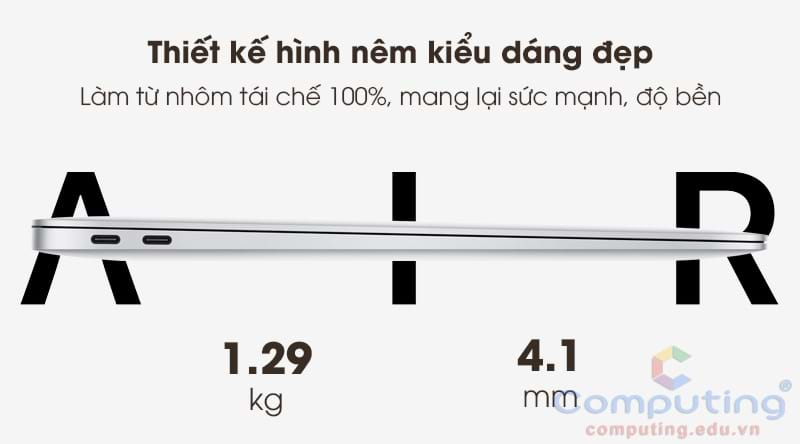 Thiết kế hình nêm kiểu dáng đẹp
Làm từ nhôm tái chế 100%, mang lại sức mạnh, độ bền
AIR
1.29 4.1
kg mm
Computing®
computing.edu.vn